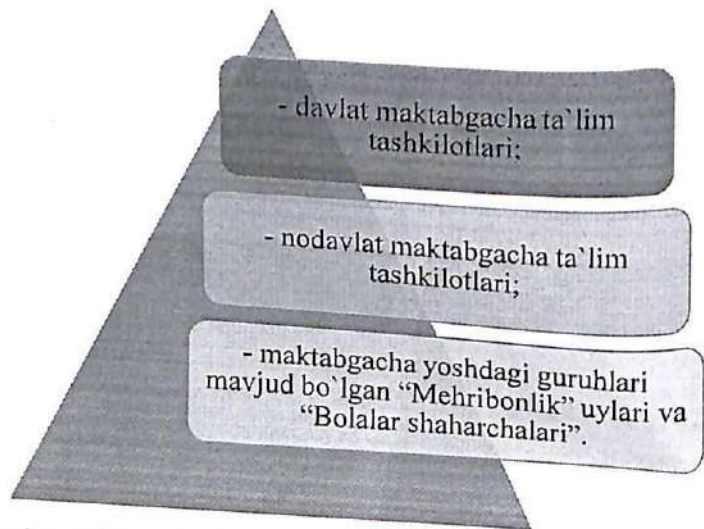 - davlat maktabgacha ta`lim
tashkilotlari;
- nodavlat maktabgacha ta`lim
tashkilotlari;
- maktabgacha yoshdagi guruhlari
mavjud bo`lgan “Mehribonlik” uylari va
“Bolalar shaharchalari”.